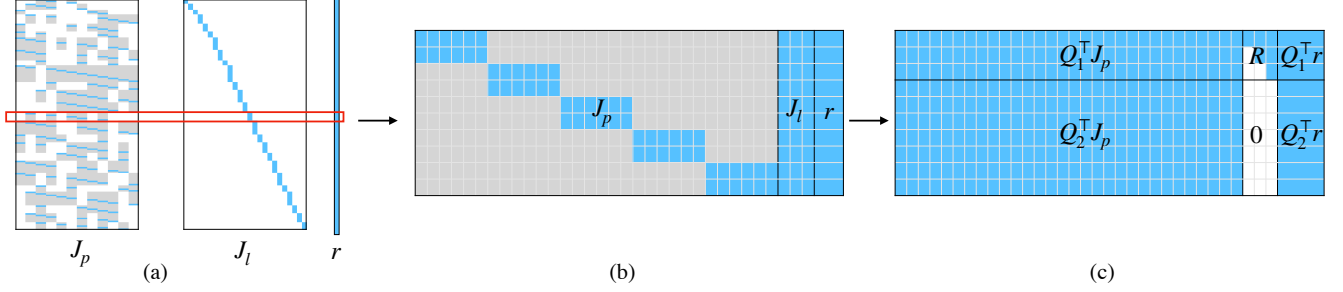 J_p
J_l
r
(a)
J_p
J_l
r
(b)
Q_1^⊤ J_p
R
Q_1^⊤ r
Q_2^⊤ J_p
0
Q_2^⊤ r
(c)